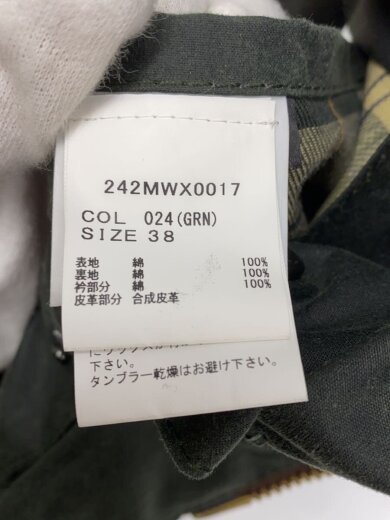 242MWX0017
COL 024(GRN)
SIZE 38
表地 綿 100%
裏地 綿 100%
衿部分 綿 100%
皮革部分 合成皮革
下さい。
タンブラー乾燥はお避け下さい。